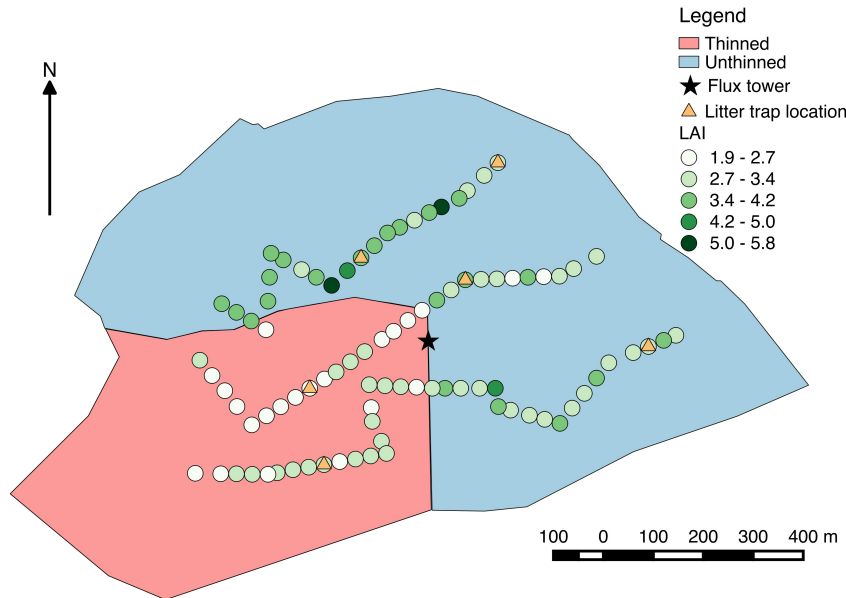 Legend
Thinned
N
Unthinned
Flux tower
Litter trap location
LAI
1.9 - 2.7
2.7 - 3.4
3.4 - 4.2
4.2 - 5.0
5.0 - 5.8
100 0 100 200 300 400 m